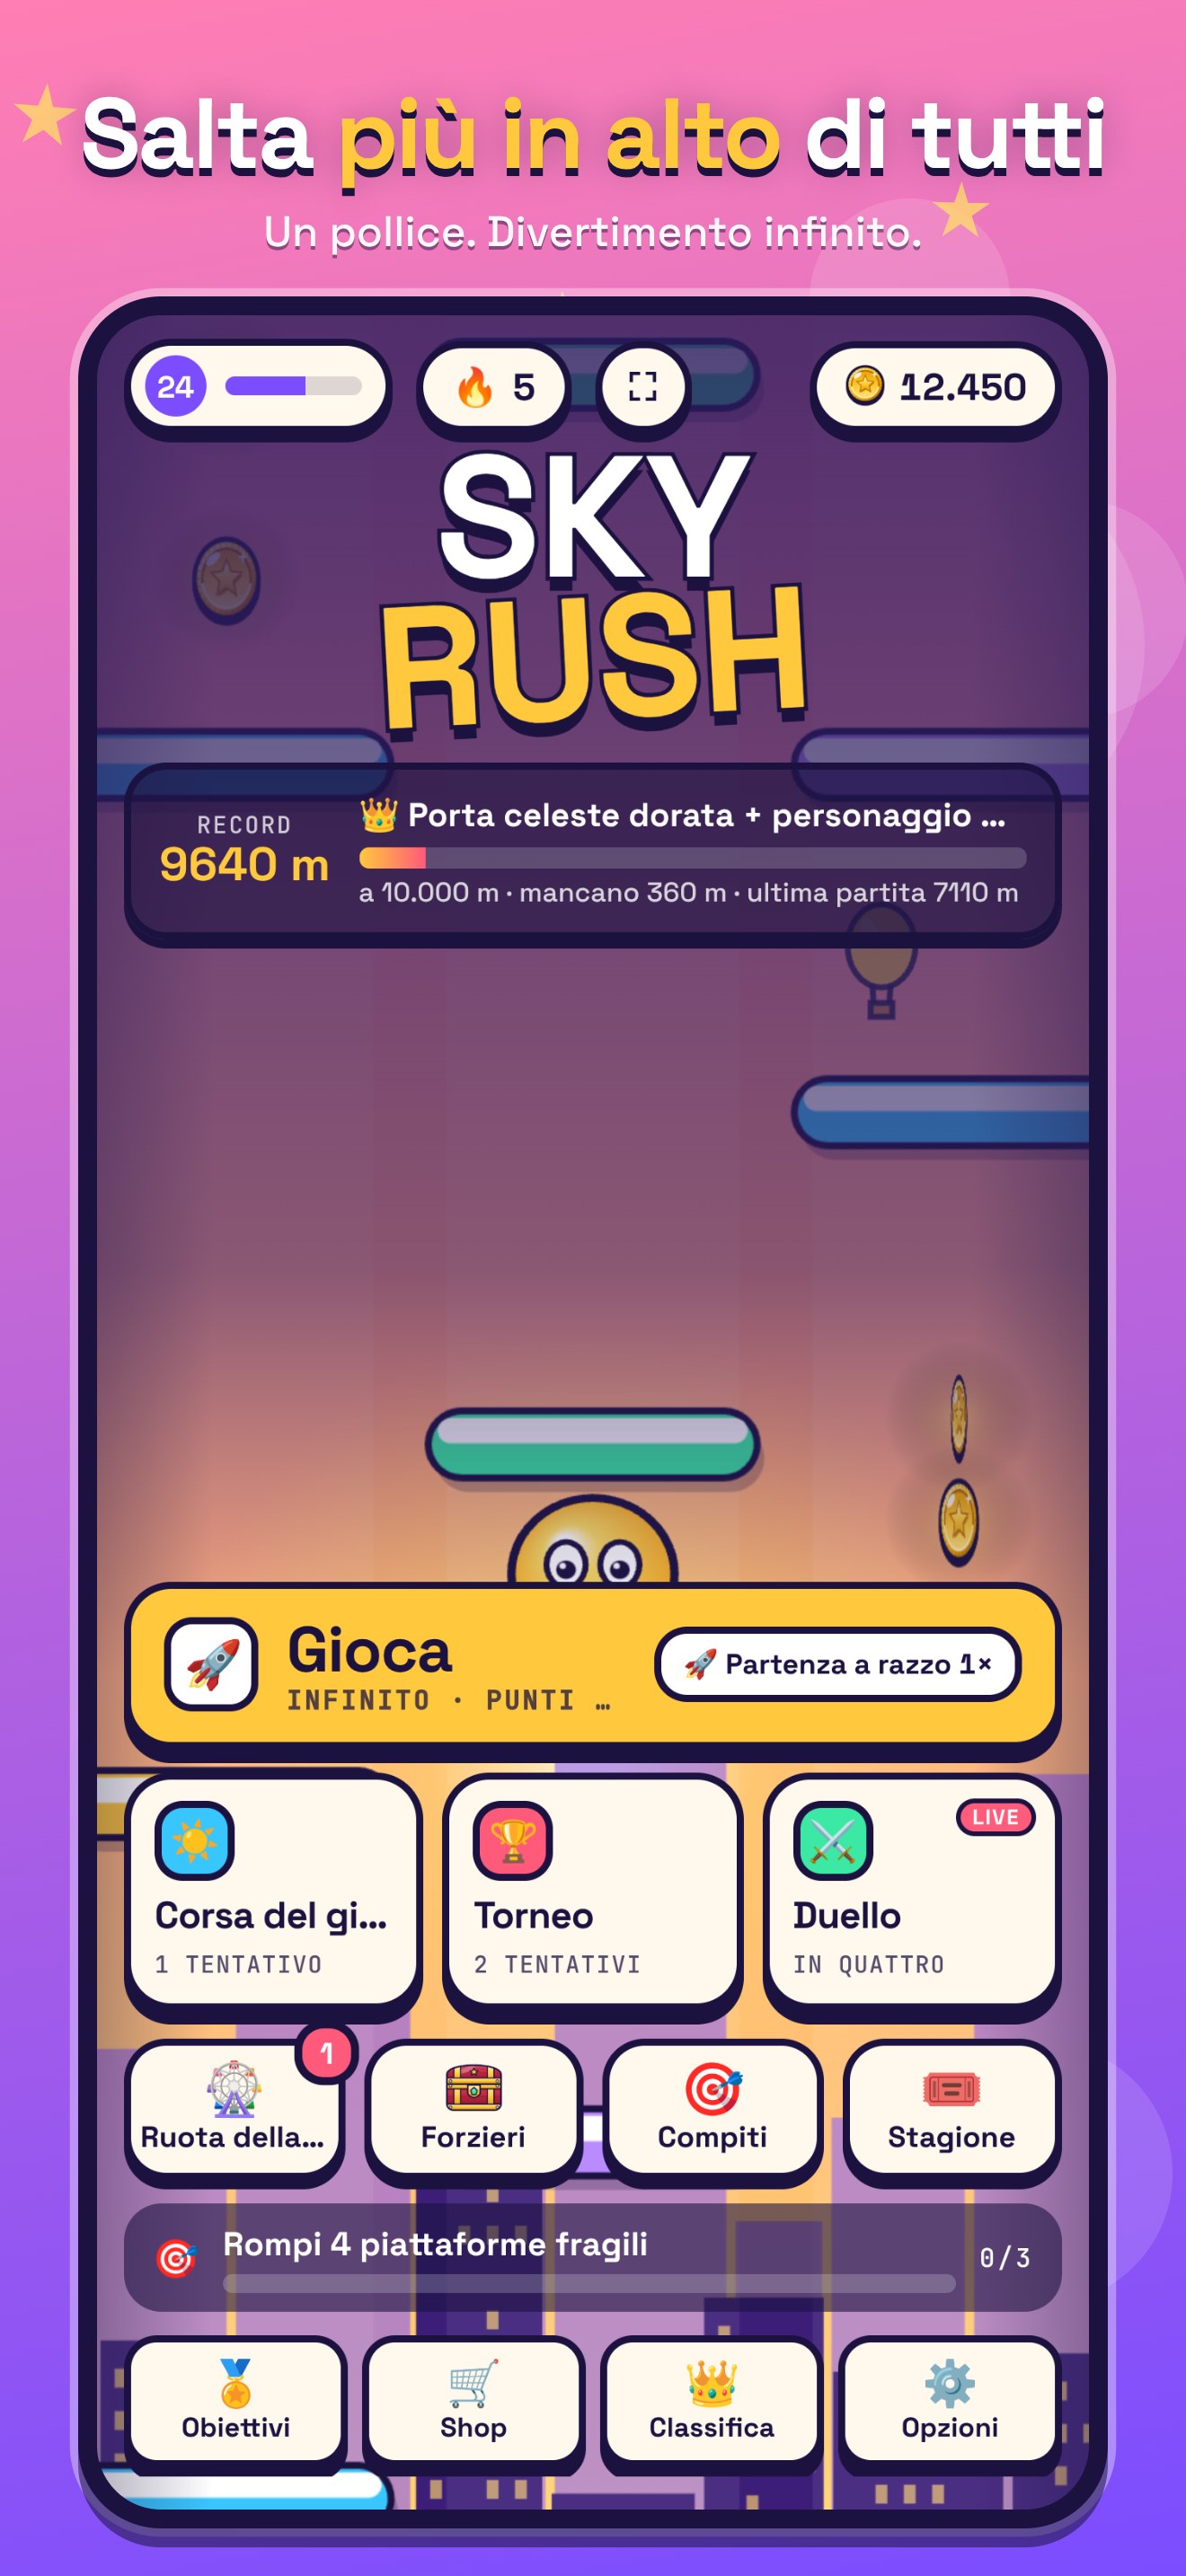 Salta più in alto di tutti
Un pollice. Divertimento infinito.
24
5
12.450
SKY
RUSH
RECORD
9640 m
Porta celeste dorata + personaggio ...
a 10.000 m · mancano 360 m · ultima partita 7110 m
Gioca
INFINITO · PUNTI …
Partenza a razzo 1×
Corsa del gi...
1 TENTATIVO
Torneo
2 TENTATIVI
LIVE
Duello
IN QUATTRO
1
Ruota della...
Forzieri
Compiti
Stagione
Rompi 4 piattaforme fragili
0/3
Obiettivi
Shop
Classifica
Opzioni